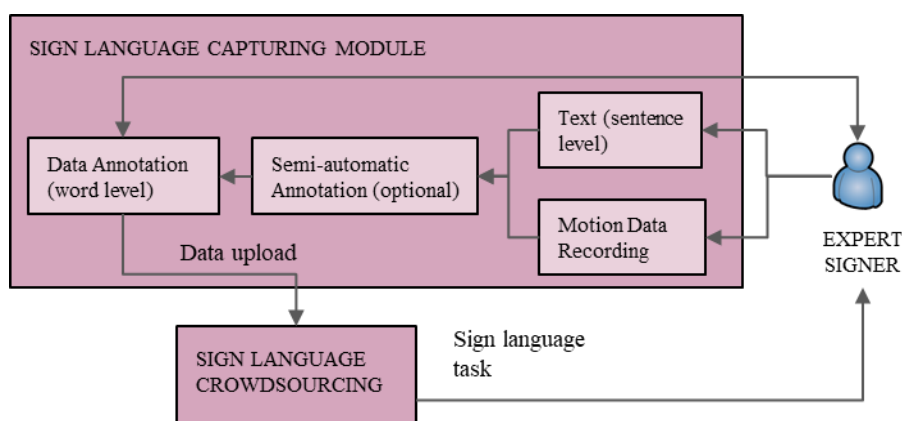 SIGN LANGUAGE CAPTURING MODULE
Text (sentence
level)
Data Annotation
(word level)
Semi-automatic
Annotation (optional)
Motion Data
Recording
EXPERT
SIGNER
Data upload
SIGN LANGUAGE
CROWDSOURCING
Sign language
task